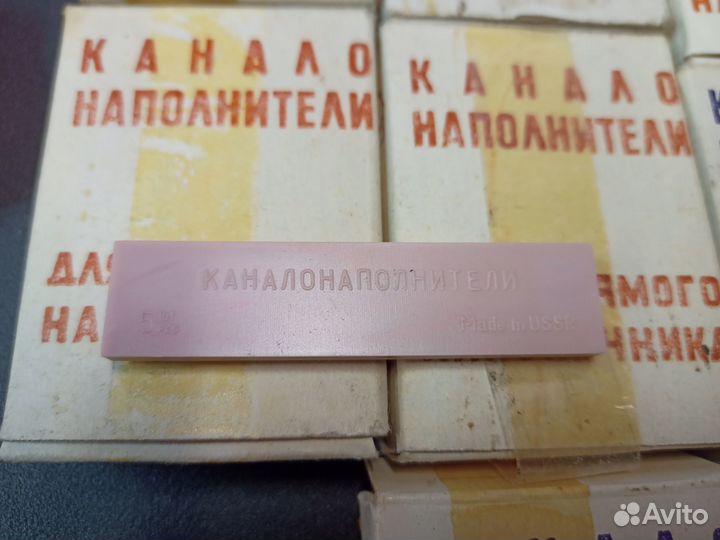 КАНАЛО
НАПОЛНИТЕЛИ
ДЛЯ
НА
КАНАЛО
НАПОЛНИТЕЛИ
ЯМОГО
НИКА
КАНАЛОНАПОЛНИТЕЛИ
Made in USSR
Avito